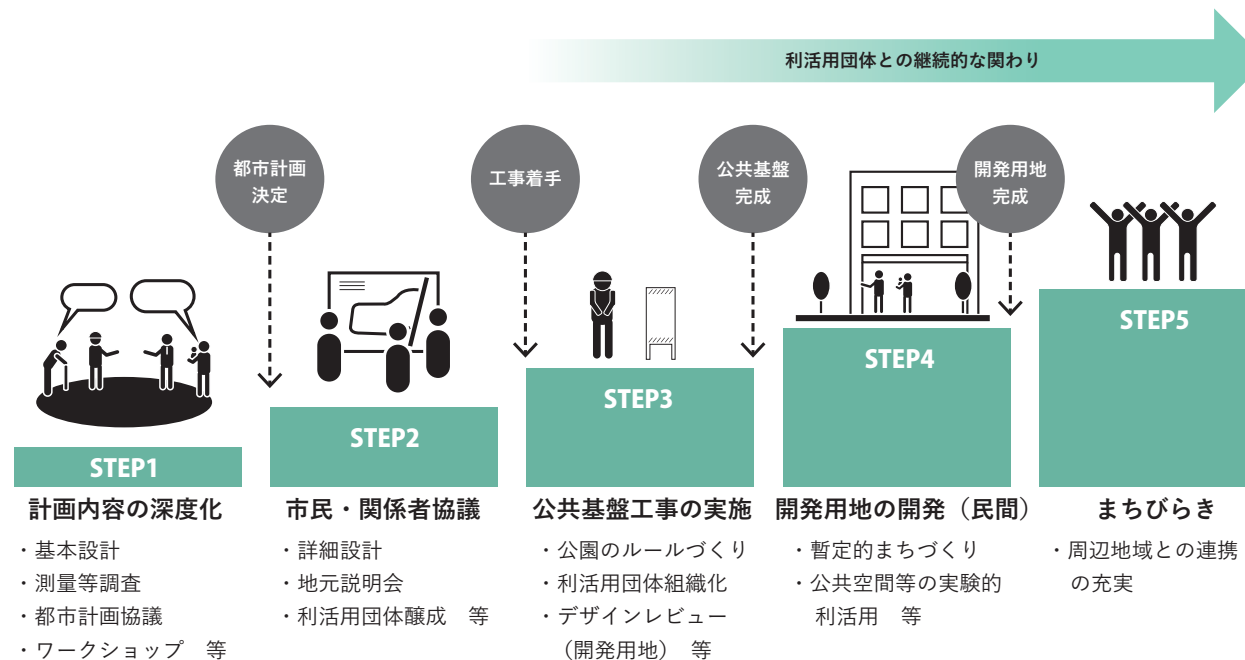 利活用団体との継続的な関わり
都市計画
決定
工事着手
公共基盤
完成
開発用地
完成
STEP1
計画内容の深度化
・基本設計
・測量等調査
・都市計画協議
・ワークショップ　等
STEP2
市民・関係者協議
・詳細設計
・地元説明会
・利活用団体醸成　等
STEP3
公共基盤工事の実施
・公園のルールづくり
・利活用団体組織化
・デザインレビュー
（開発用地）　等
STEP4
開発用地の開発（民間）
・暫定的まちづくり
・公共空間等の実験的
利活用　等
STEP5
まちびらき
・周辺地域との連携
の充実